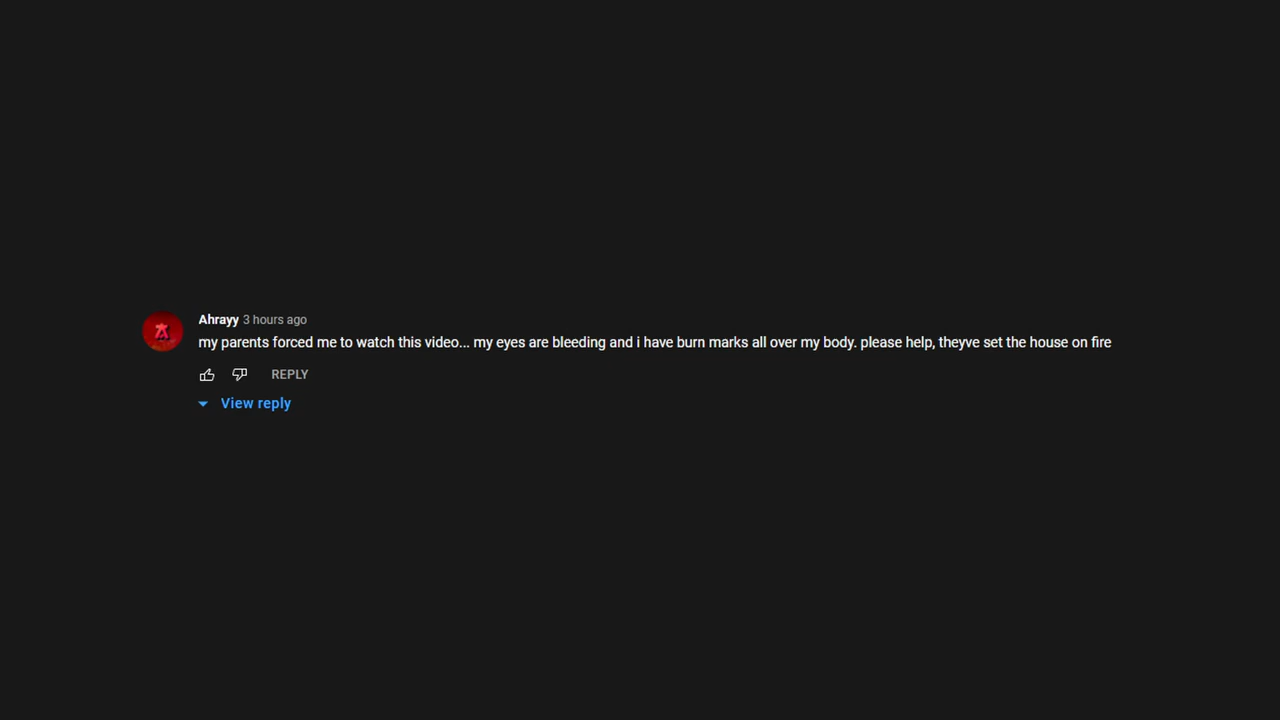 Ahrayy 3 hours ago
my parents forced me to watch this video... my eyes are bleeding and i have burn marks all over my body. please help, theyve set the house on fire
REPLY
View reply